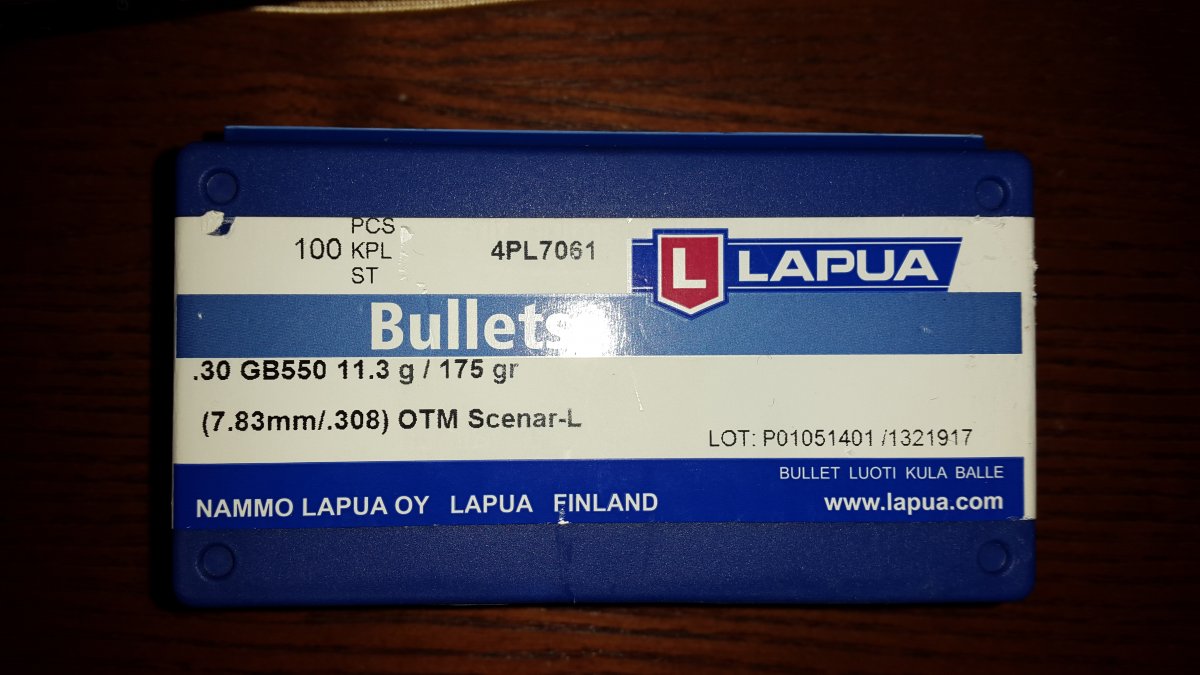 PCS
100 KPL
ST
4PL7061
L LAPUA
Bullets
.30 GB550 11.3 g / 175 gr
(7.83mm/.308) OTM Scenar-L
LOT: P01051401 /1321917
BULLET LUOTI KULA BALLE
NAMMO LAPUA OY LAPUA FINLAND
www.lapua.com